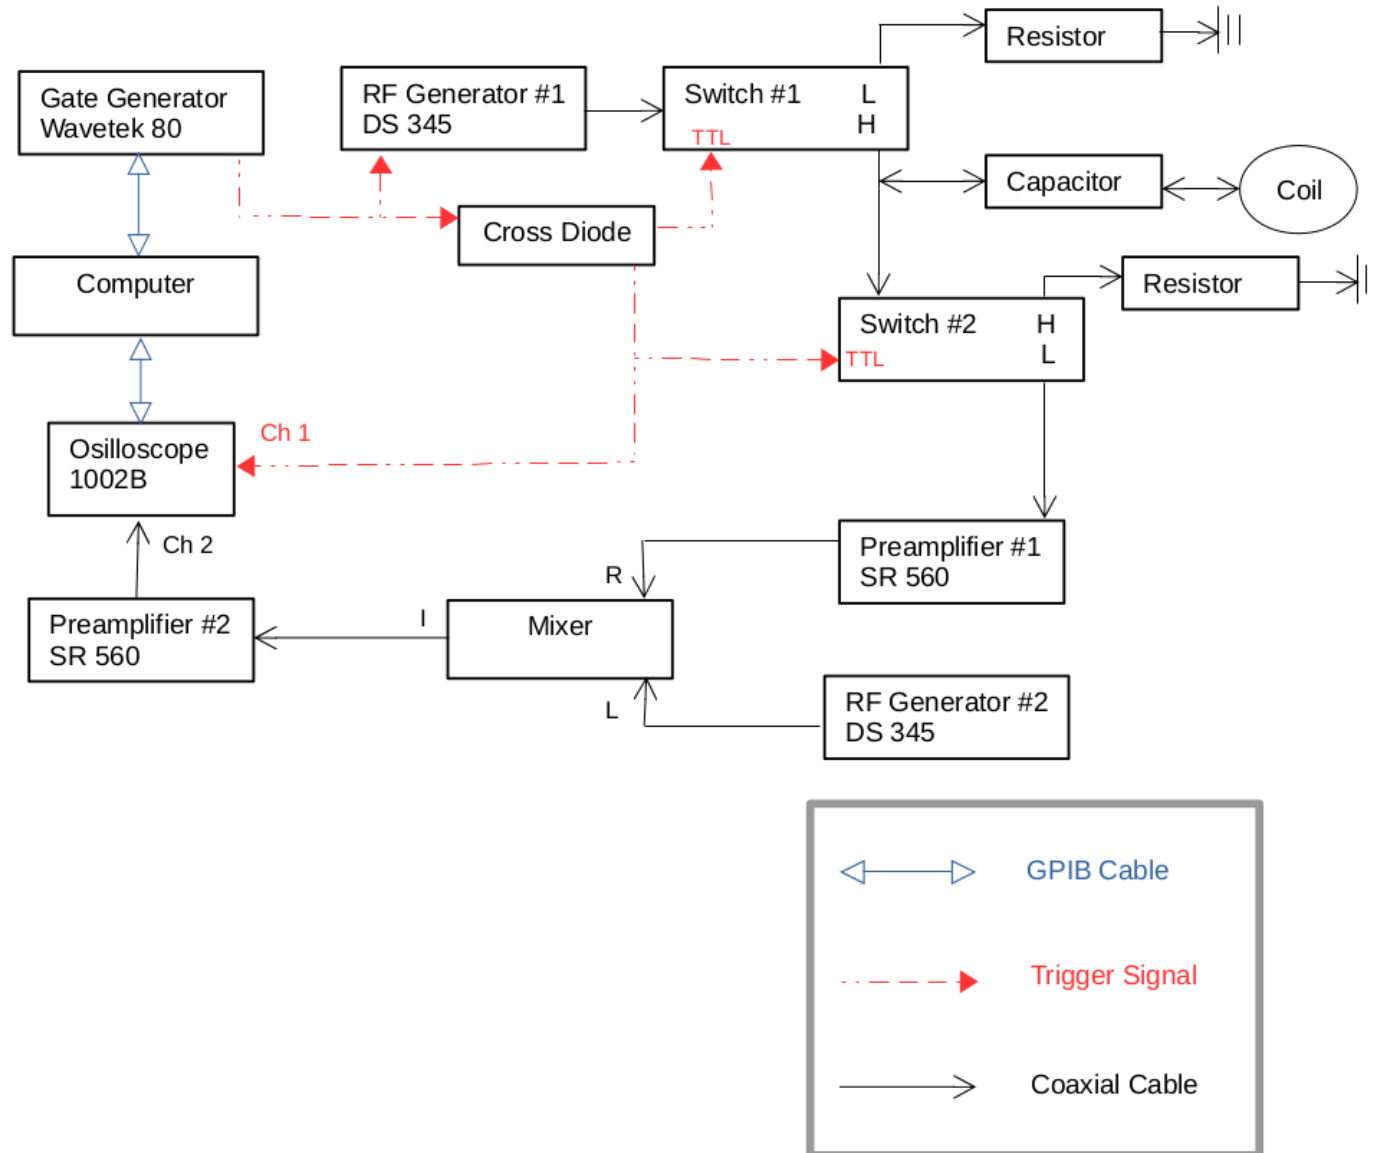 Resistor
Gate Generator
Wavetek 80
RF Generator #1
DS 345
Switch #1
L
H
TTL
Capacitor
Coil
Cross Diode
Computer
Resistor
Switch #2
H
L
TTL
Osilloscope
1002B
Ch 1
Ch 2
Preamplifier #1
SR 560
R
Mixer
I
Preamplifier #2
SR 560
L
RF Generator #2
DS 345
GPIB Cable
Trigger Signal
Coaxial Cable